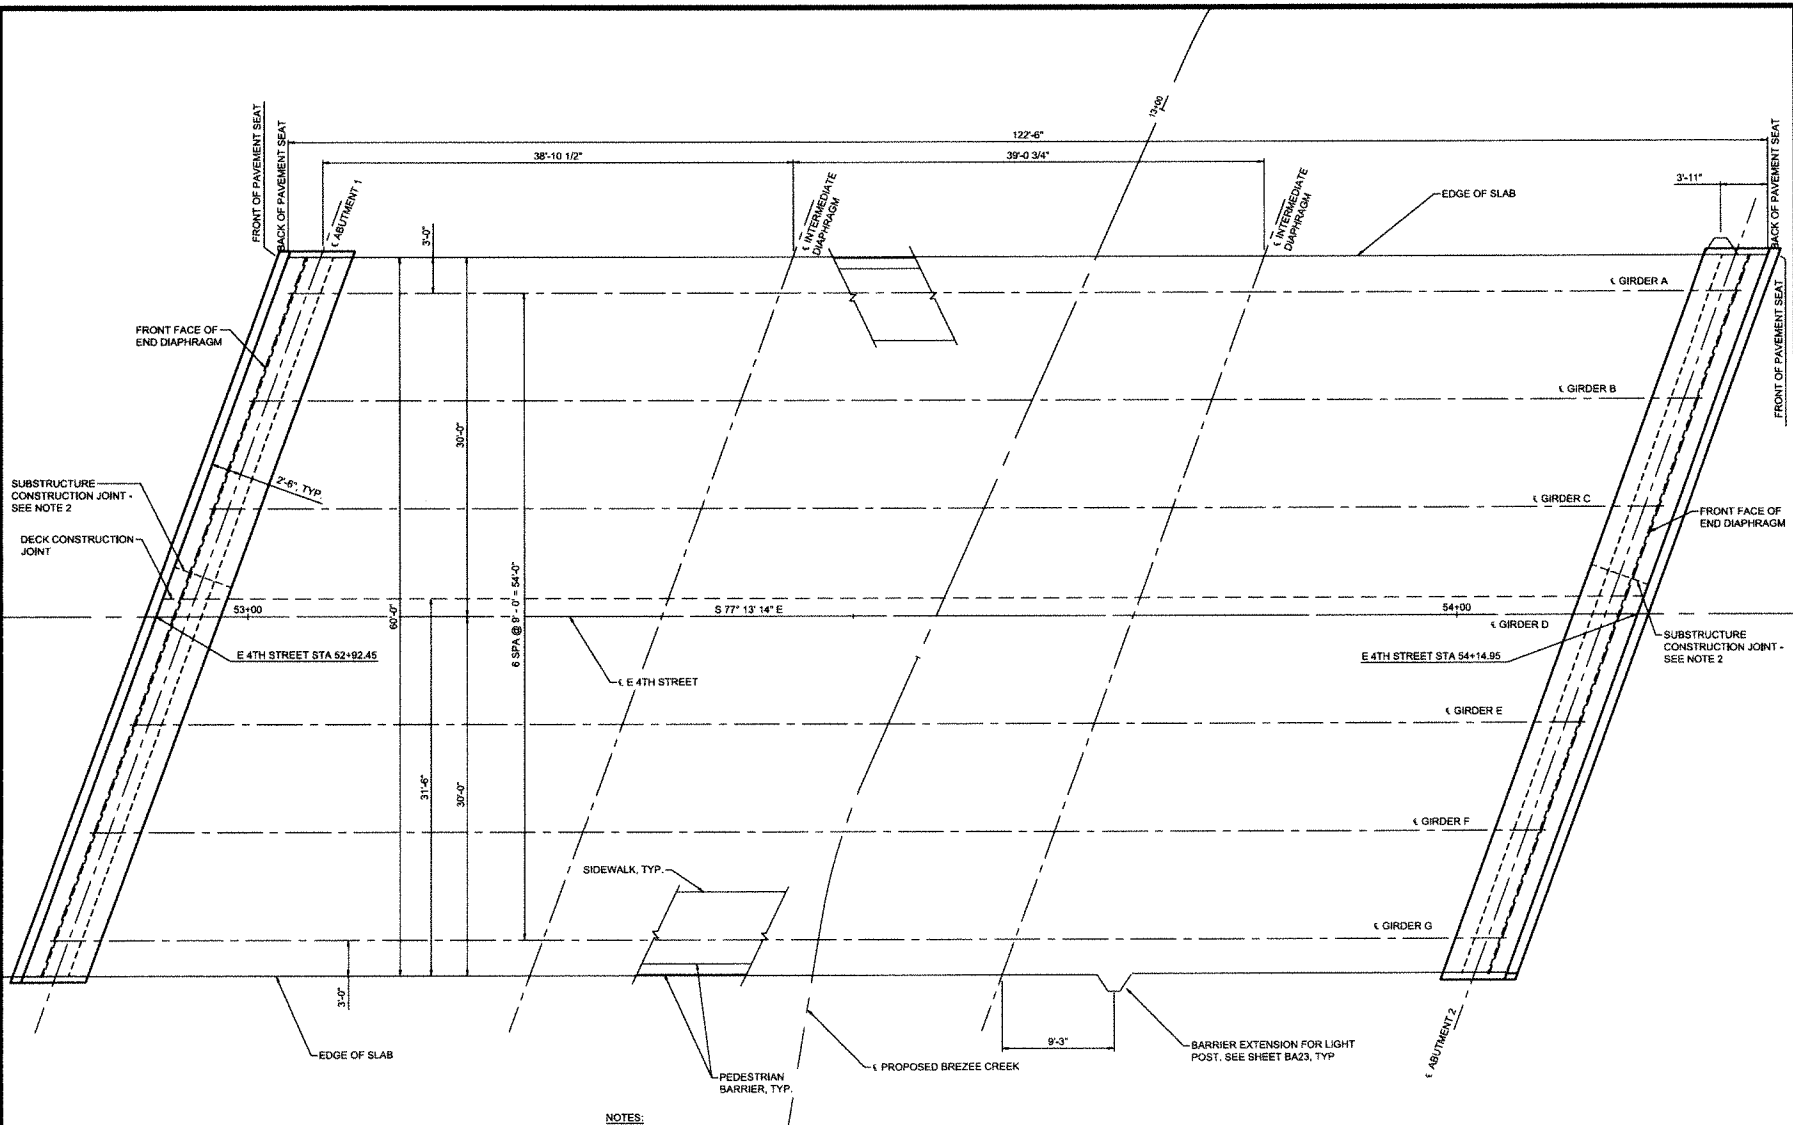 13+00
122'-6"
38'-10 1/2"
39'-0 3/4"
3'-11"
FRONT OF PAVEMENT SEAT
BACK OF PAVEMENT SEAT
℄ ABUTMENT 1
3'-0"
℄ INTERMEDIATE
DIAPHRAGM
℄ INTERMEDIATE
DIAPHRAGM
EDGE OF SLAB
BACK OF PAVEMENT SEAT
FRONT OF PAVEMENT SEAT
℄ GIRDER A
FRONT FACE OF
END DIAPHRAGM
℄ GIRDER B
30'-0"
2'-6", TYP.
SUBSTRUCTURE
CONSTRUCTION JOINT -
SEE NOTE 2
℄ GIRDER C
FRONT FACE OF
END DIAPHRAGM
DECK CONSTRUCTION
JOINT
53+00
60'-0"
6 SPA @ 9' - 0" = 54'-0"
S 77° 13' 14" E
54+00
℄ GIRDER D
E 4TH STREET STA 52+92.45
E 4TH STREET STA 54+14.95
SUBSTRUCTURE
CONSTRUCTION JOINT -
SEE NOTE 2
℄ E 4TH STREET
℄ GIRDER E
31'-6"
30'-0"
℄ GIRDER F
SIDEWALK, TYP.
℄ GIRDER G
3'-0"
EDGE OF SLAB
9'-3"
BARRIER EXTENSION FOR LIGHT
POST. SEE SHEET BA23, TYP
℄ ABUTMENT 2
℄ PROPOSED BREZEE CREEK
PEDESTRIAN
BARRIER, TYP.
NOTES: